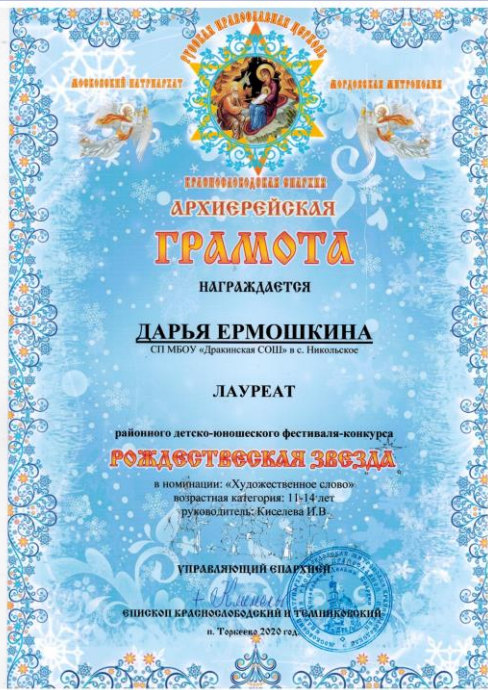 РУССКАЯ ПРАВОСЛАВНАЯ ЦЕРКОВЬ
МОСКОВСКИЙ ПАТРИАРХАТ
МОРДОВСКАЯ МИТРОПОЛИЯ
КРАСНОСЛОБОДСКАЯ ЕПАРХИЯ
АРХИЕРЕЙСКАЯ
ГРАМОТА
НАГРАЖДАЕТСЯ
ДАРЬЯ ЕРМОШКИНА
СП МБОУ «Дракинская СОШ» в с. Никольское
ЛАУРЕАТ
районного детско-юношеского фестиваля-конкурса
РОЖДЕСТВЕСКАЯ ЗВЕЗДА
в номинации: «Художественное слово»
возрастная категория: 11-14 лет
руководитель: Киселева И.В
УПРАВЛЯЮЩИЙ ЕПАРХИЕЙ
ЕПИСКОП КРАСНОСЛОБОДСКИЙ И ТЕМНИКОВСКИЙ
п. Торбеево 2020 год.